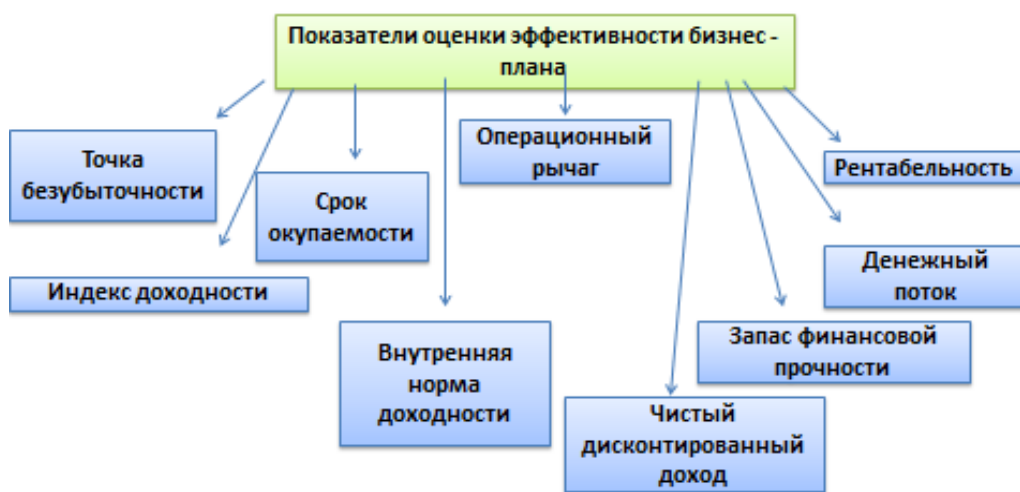 Показатели оценки эффективности бизнес -
плана
Точка
безубыточности
Индекс доходности
Срок
окупаемости
Внутренняя
норма
доходности
Операционный
рычаг
Чистый
дисконтированный
доход
Запас финансовой
прочности
Денежный
поток
Рентабельность